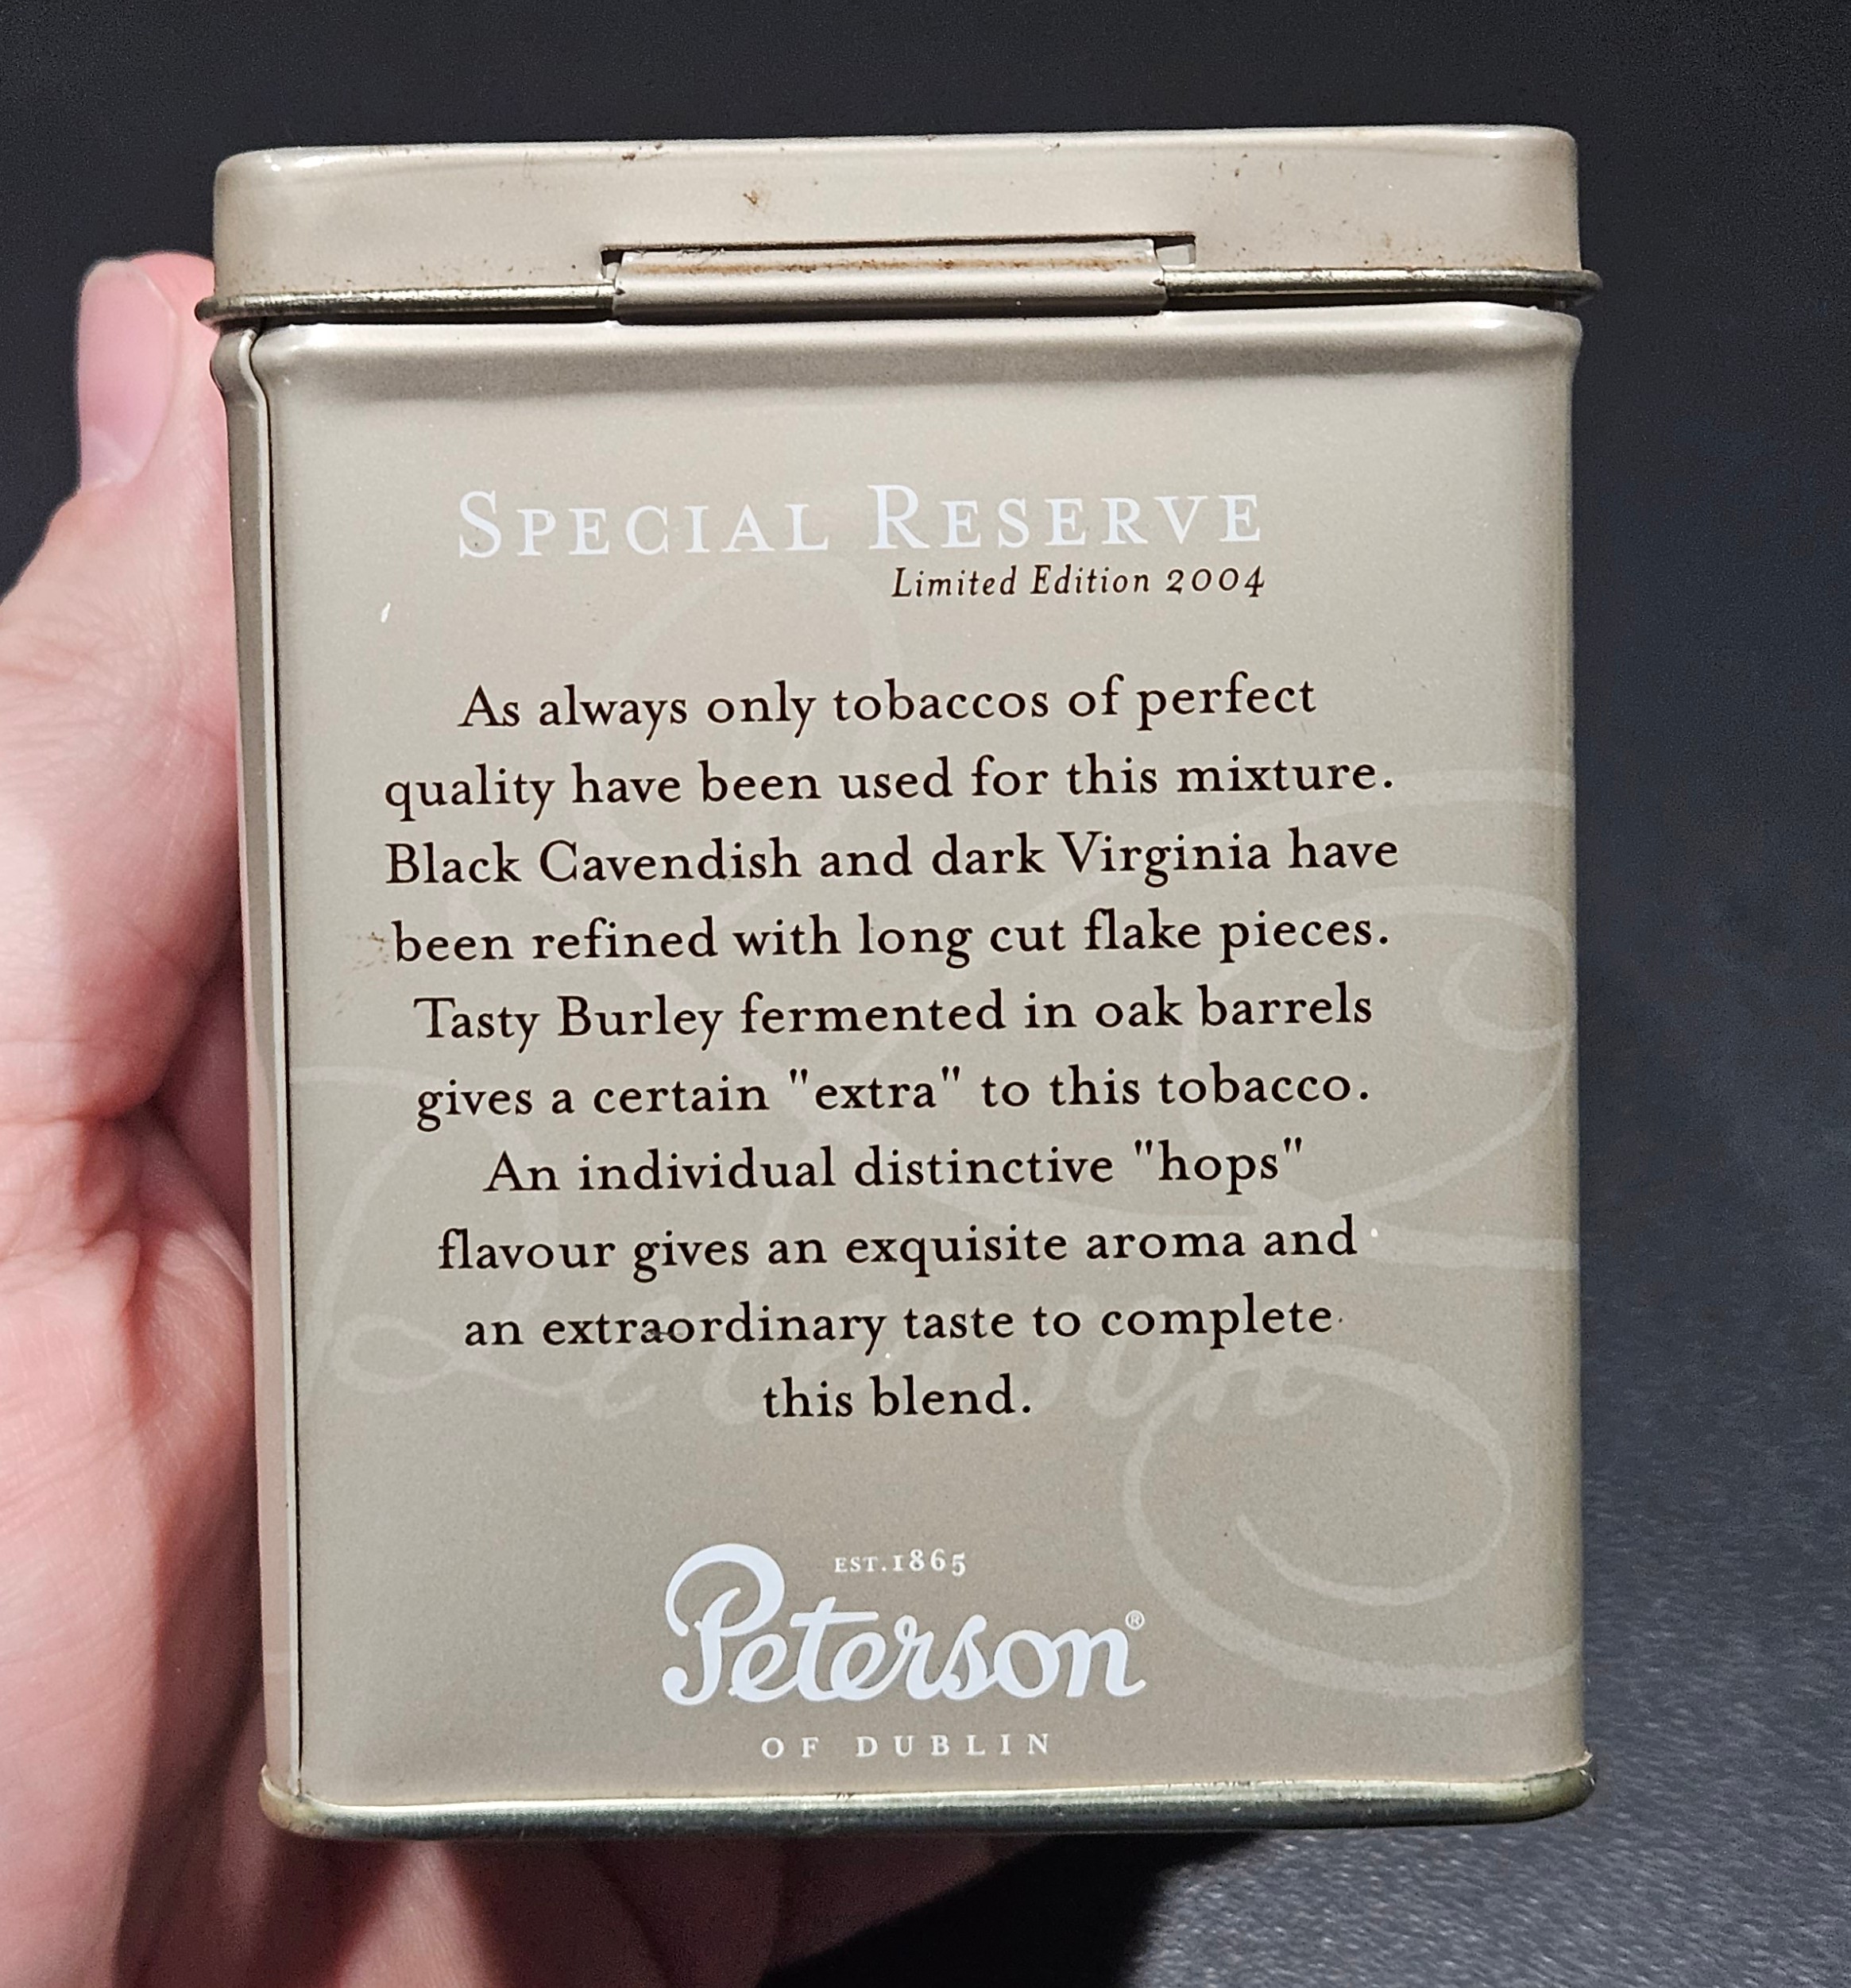 SPECIAL RESERVE
Limited Edition 2004
As always only tobaccos of perfect
quality have been used for this mixture.
Black Cavendish and dark Virginia have
been refined with long cut flake pieces.
Tasty Burley fermented in oak barrels
gives a certain "extra" to this tobacco.
An individual distinctive "hops"
flavour gives an exquisite aroma and
an extraordinary taste to complete
this blend.
EST.1865
Peterson®
OF DUBLIN